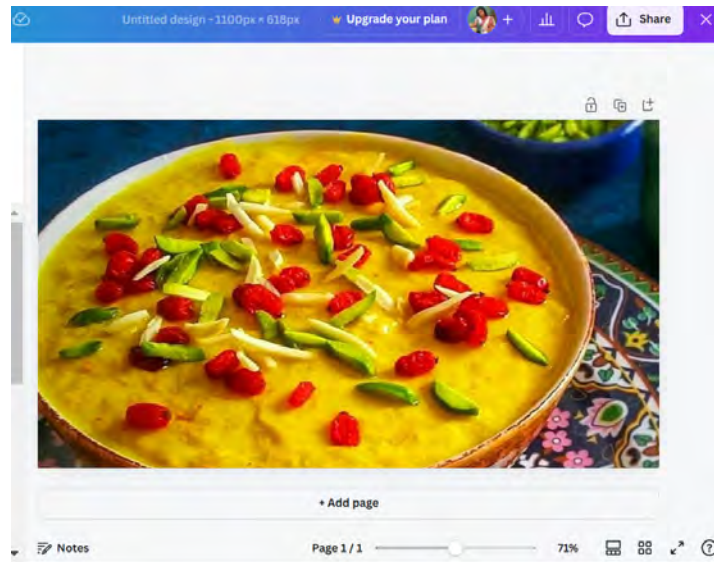 Untitled design - 1100px × 618px Upgrade your plan + Share
+ Add page
Notes Page 1 / 1 71% ?